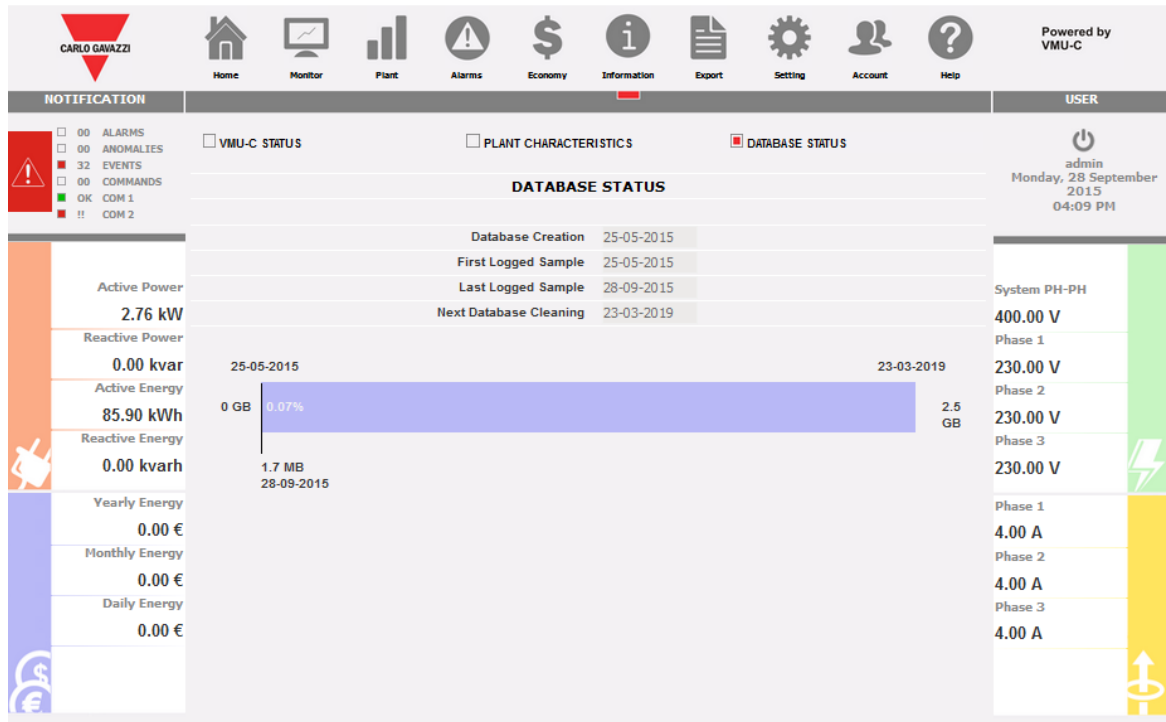 CARLO GAVAZZI
Home
Monitor
Plant
Alarms
Economy
Information
Export
Setting
Account
Help
Powered by
VMU-C
NOTIFICATION
USER
00 ALARMS
00 ANOMALIES
32 EVENTS
00 COMMANDS
OK COM 1
!! COM 2
VMU-C STATUS
PLANT CHARACTERISTICS
DATABASE STATUS
admin
Monday, 28 September
2015
04:09 PM
DATABASE STATUS
Database Creation 25-05-2015
First Logged Sample 25-05-2015
Last Logged Sample 28-09-2015
Next Database Cleaning 23-03-2019
25-05-2015
23-03-2019
0 GB
0.07%
2.5
GB
1.7 MB
28-09-2015
Active Power
2.76 kW
Reactive Power
0.00 kvar
Active Energy
85.90 kWh
Reactive Energy
0.00 kvarh
Yearly Energy
0.00 €
Monthly Energy
0.00 €
Daily Energy
0.00 €
System PH-PH
400.00 V
Phase 1
230.00 V
Phase 2
230.00 V
Phase 3
230.00 V
Phase 1
4.00 A
Phase 2
4.00 A
Phase 3
4.00 A